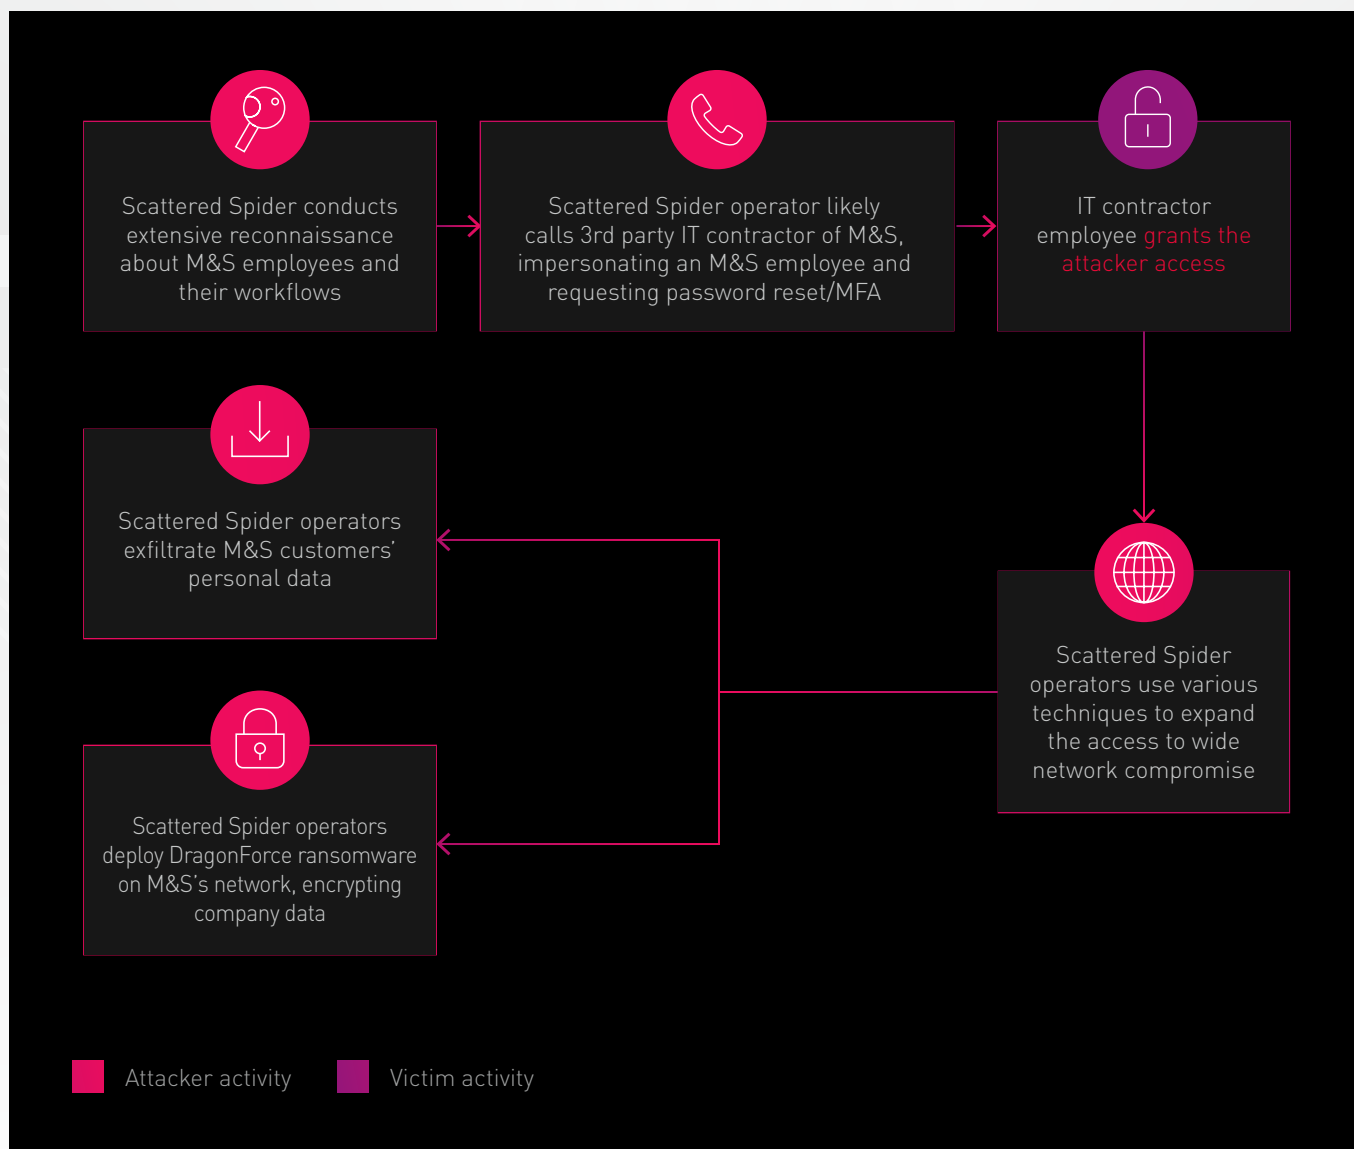 Scattered Spider conducts
extensive reconnaissance
about M&S employees and
their workflows
Scattered Spider operator likely
calls 3rd party IT contractor of M&S,
impersonating an M&S employee and
requesting password reset/MFA
IT contractor
employee grants the
attacker access
Scattered Spider operators
exfiltrate M&S customers’
personal data
Scattered Spider
operators use various
techniques to expand
the access to wide
network compromise
Scattered Spider operators
deploy DragonForce ransomware
on M&S’s network, encrypting
company data
Attacker activity
Victim activity